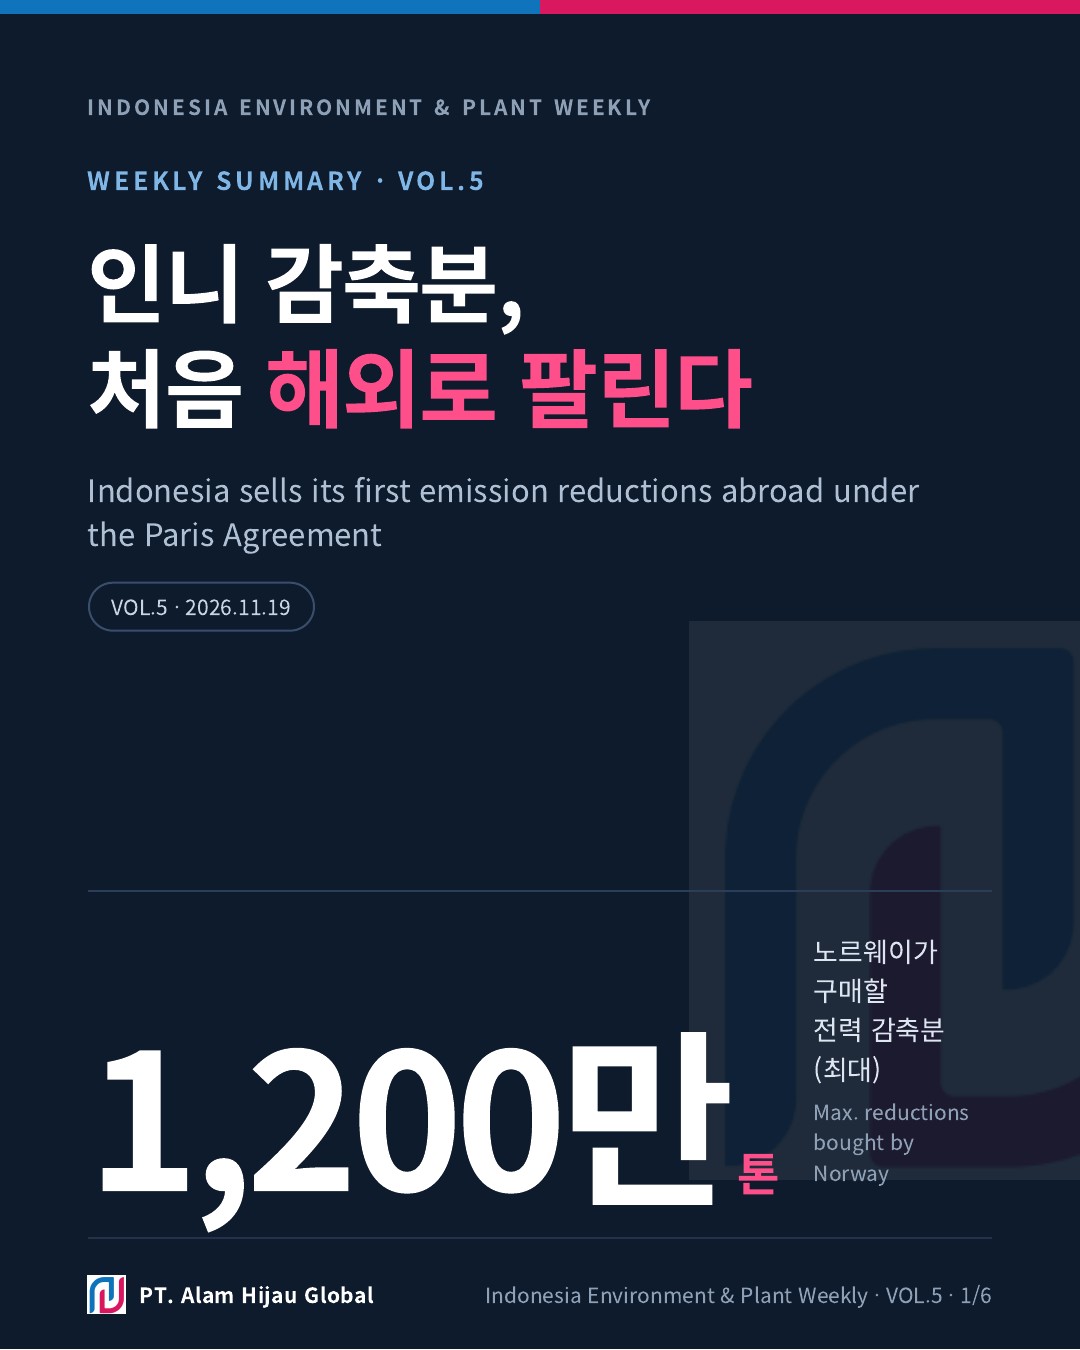 INDONESIA ENVIRONMENT & PLANT WEEKLY
WEEKLY SUMMARY · VOL.5
인니 감축분,
처음 해외로 팔린다
Indonesia sells its first emission reductions abroad under
the Paris Agreement
VOL.5 · 2026.11.19
1,200만톤
노르웨이가
구매할
전력 감축분
(최대)
Max. reductions
bought by
Norway
PT. Alam Hijau Global
Indonesia Environment & Plant Weekly · VOL.5 · 1/6